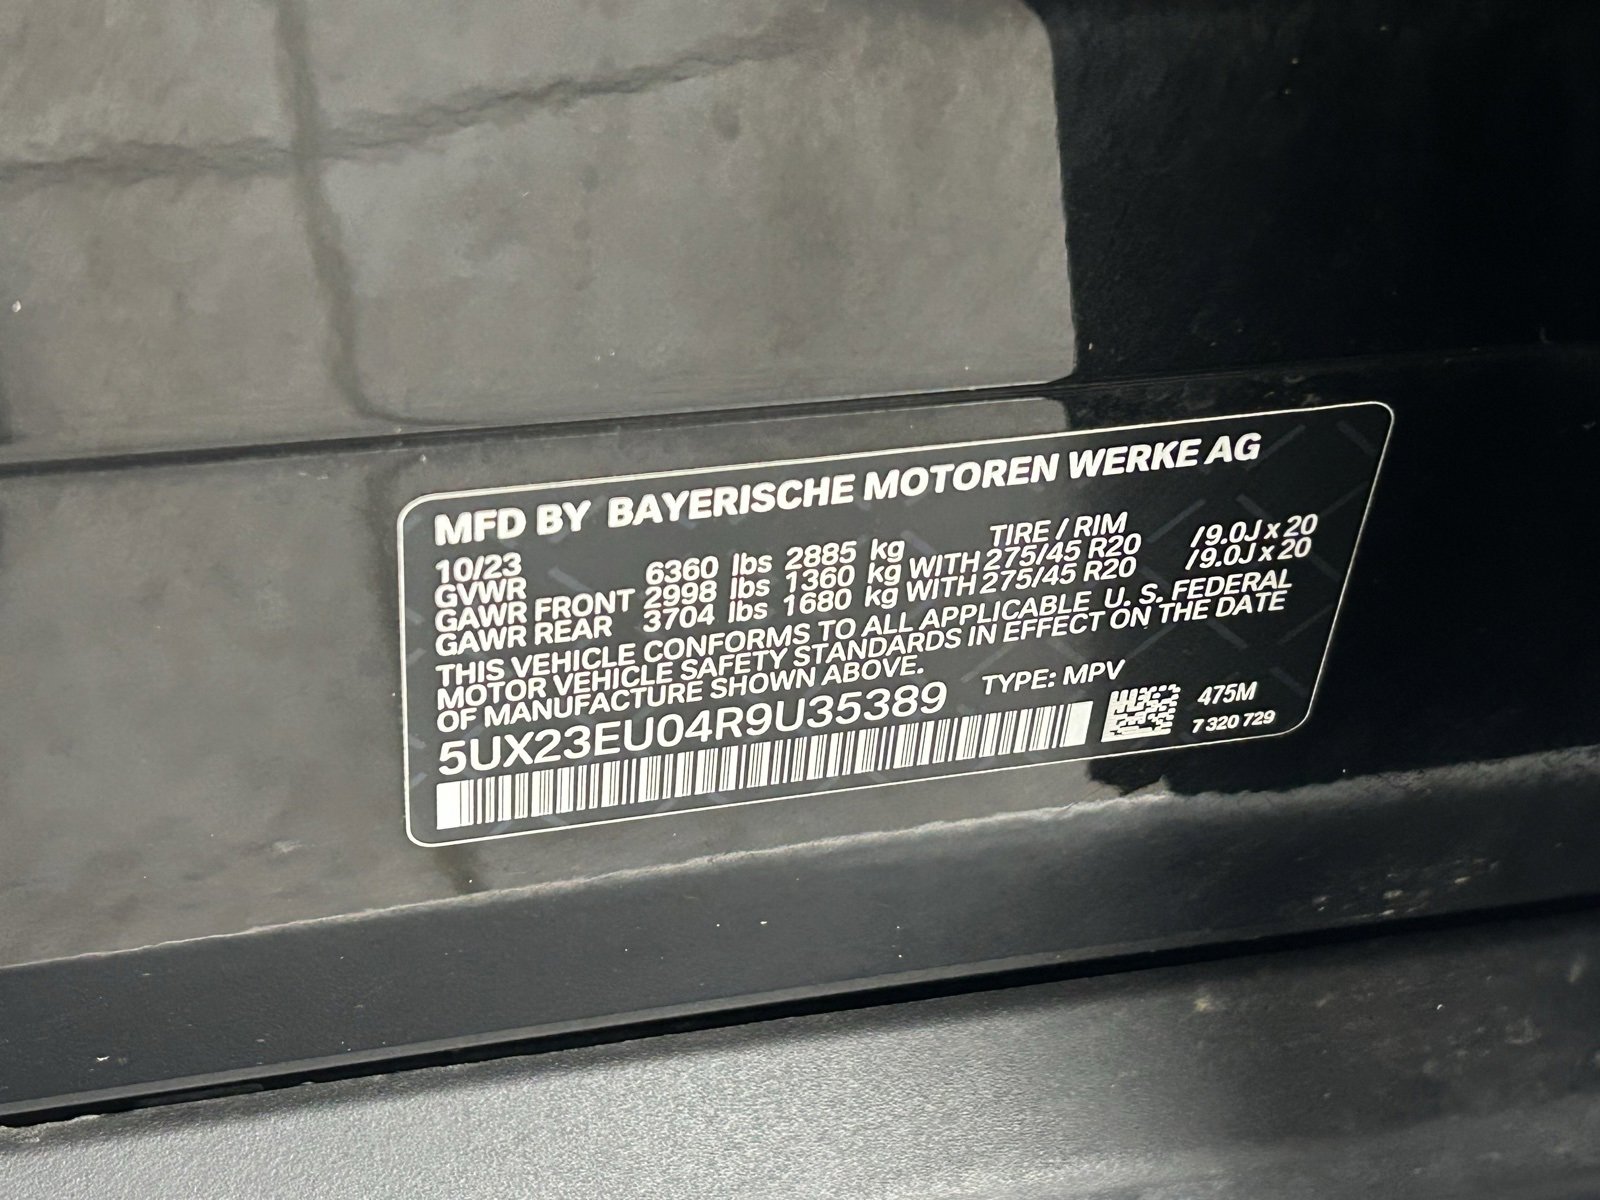 MFD BY BAYERISCHE MOTOREN WERKE AG
10/23 TIRE / RIM
GVWR 6360 lbs 2885 kg
GAWR FRONT 2998 lbs 1360 kg WITH 275/45 R20 /9.0J x 20
GAWR REAR 3704 lbs 1680 kg WITH 275/45 R20 /9.0J x 20
THIS VEHICLE CONFORMS TO ALL APPLICABLE U. S. FEDERAL
MOTOR VEHICLE SAFETY STANDARDS IN EFFECT ON THE DATE
OF MANUFACTURE SHOWN ABOVE.
5UX23EU04R9U35389 TYPE: MPV
475M
7 320 729